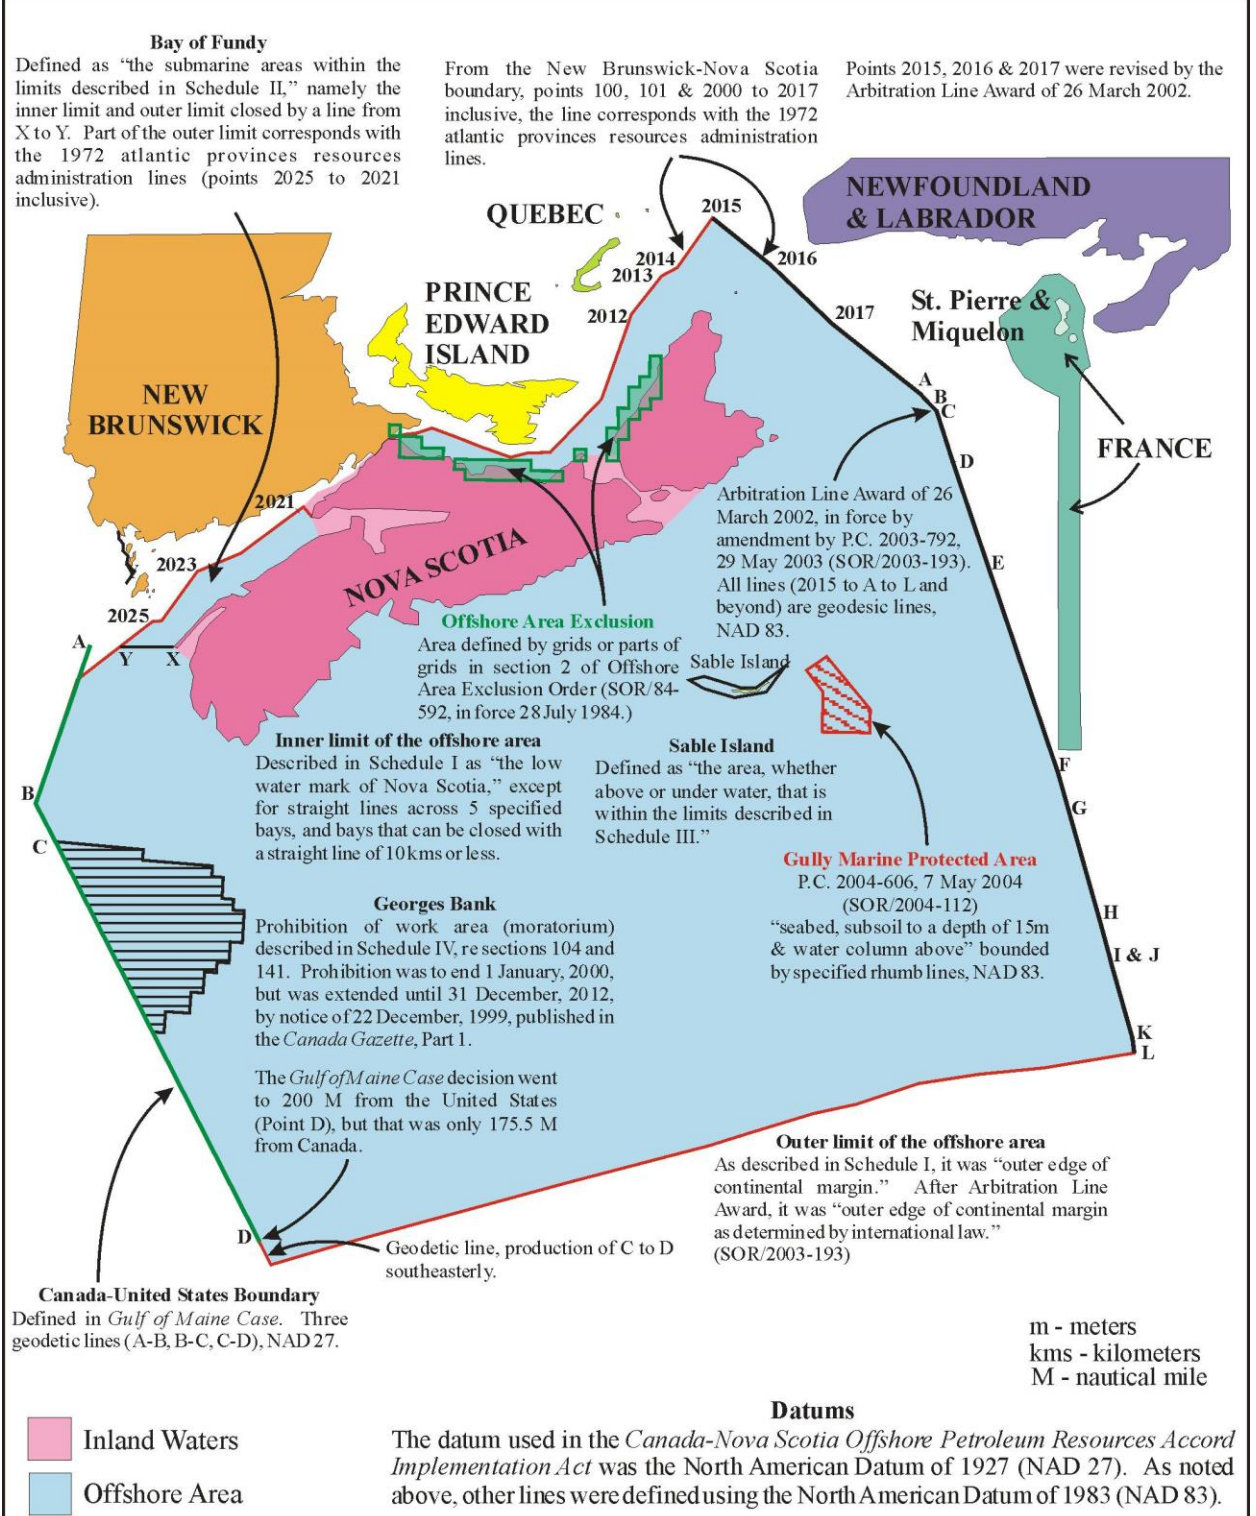 Bay of Fundy
Defined as “the submarine areas within the
limits described in Schedule II,” namely the
inner limit and outer limit closed by a line from
X to Y. Part of the outer limit corresponds with
the 1972 atlantic provinces resources
administration lines (points 2025 to 2021
inclusive).
From the New Brunswick-Nova Scotia
boundary, points 100, 101 & 2000 to 2017
inclusive, the line corresponds with the 1972
atlantic provinces resources administration
lines.
Points 2015, 2016 & 2017 were revised by the
Arbitration Line Award of 26 March 2002.
NEWFOUNDLAND
& LABRADOR
QUEBEC
2015
2014
2016
2013
2012
2017
PRINCE
EDWARD
ISLAND
St. Pierre &
Miquelon
NEW
BRUNSWICK
A
B
C
D
FRANCE
2021
2023
2025
NOVA SCOTIA
E
Arbitration Line Award of 26
March 2002, in force by
amendment by P.C. 2003-792,
29 May 2003 (SOR/2003-193).
All lines (2015 to A to L and
beyond) are geodesic lines,
NAD 83.
A
Y
X
Offshore Area Exclusion
Area defined by grids or parts of
grids in section 2 of Offshore
Area Exclusion Order (SOR/84-
592, in force 28 July 1984.)
Sable Island
Inner limit of the offshore area
Described in Schedule I as “the low
water mark of Nova Scotia,” except
for straight lines across 5 specified
bays, and bays that can be closed with
a straight line of 10kms or less.
Sable Island
Defined as “the area, whether
above or under water, that is
within the limits described in
Schedule III.”
F
G
B
C
Gully Marine Protected Area
P.C. 2004-606, 7 May 2004
(SOR/2004-112)
“seabed, subsoil to a depth of 15m
& water column above” bounded
by specified rhumb lines, NAD 83.
H
I & J
K
L
Georges Bank
Prohibition of work area (moratorium)
described in Schedule IV, re sections 104 and
141. Prohibition was to end 1 January, 2000,
but was extended until 31 December, 2012,
by notice of 22 December, 1999, published in
the Canada Gazette, Part 1.
The Gulf of Maine Case decision went
to 200 M from the United States
(Point D), but that was only 175.5 M
from Canada.
Outer limit of the offshore area
As described in Schedule I, it was “outer edge of
continental margin.” After Arbitration Line
Award, it was “outer edge of continental margin
as determined by international law.”
(SOR/2003-193)
D
Geodetic line, production of C to D
southeasterly.
Canada-United States Boundary
Defined in Gulf of Maine Case. Three
geodetic lines (A-B, B-C, C-D), NAD 27.
m - meters
kms - kilometers
M - nautical mile
Inland Waters
Offshore Area
Datums
The datum used in the Canada-Nova Scotia Offshore Petroleum Resources Accord
Implementation Act was the North American Datum of 1927 (NAD 27). As noted
above, other lines were defined using the North American Datum of 1983 (NAD 83).